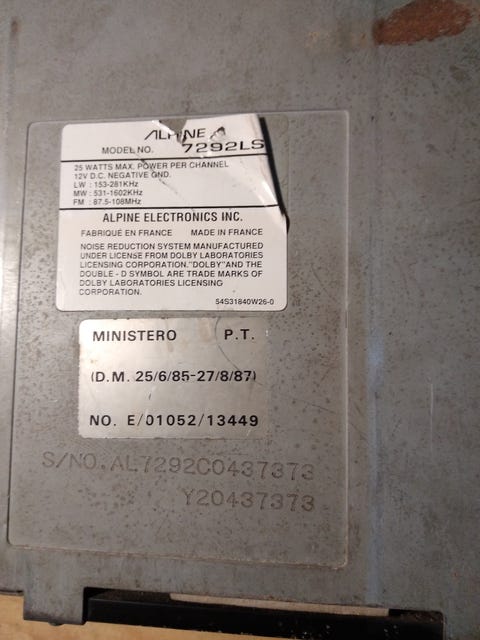 ALPINE
MODEL NO. 7292LS
25 WATTS MAX. POWER PER CHANNEL
12V D.C. NEGATIVE GND.
LW : 153-281KHz
MW : 531-1602KHz
FM : 87.5-108MHz
ALPINE ELECTRONICS INC.
FABRIQUÉ EN FRANCE MADE IN FRANCE
NOISE REDUCTION SYSTEM MANUFACTURED
UNDER LICENSE FROM DOLBY LABORATORIES
LICENSING CORPORATION."DOLBY"AND THE
DOUBLE - D SYMBOL ARE TRADE MARKS OF
DOLBY LABORATORIES LICENSING
CORPORATION.
54S31840W26-0
MINISTERO P.T.
(D.M. 25/6/85-27/8/87)
NO. E/01052/13449
S/NO.AL7292C0437373
Y20437373